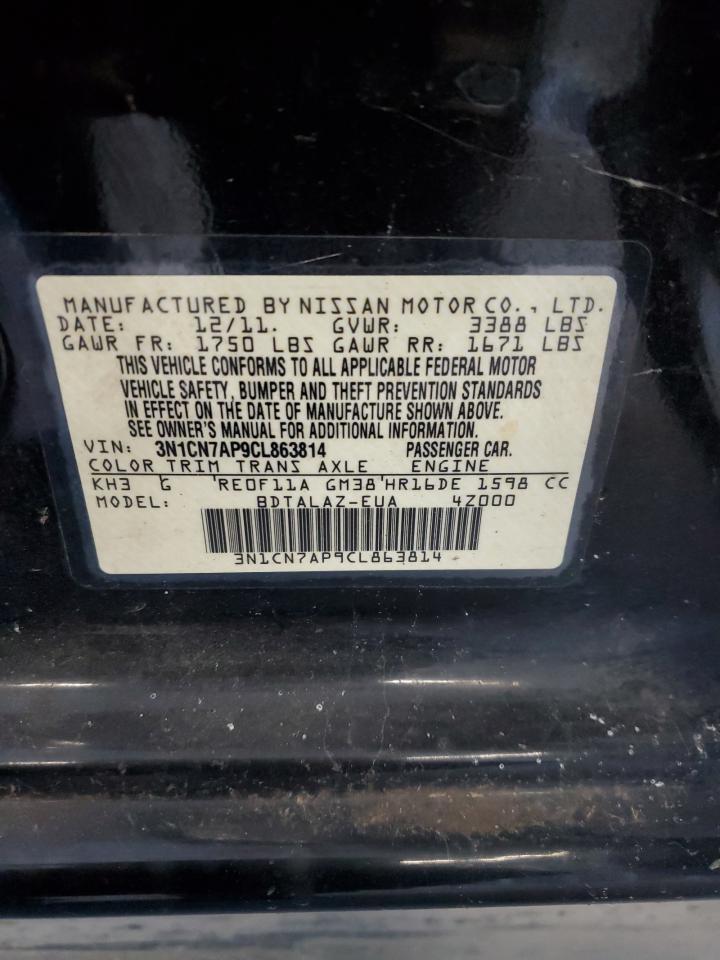 MANUFACTURED BY NISSAN MOTOR CO., LTD.
DATE: 12/11. GVWR: 3388 LBS
GAWR FR: 1750 LBS GAWR RR: 1671 LBS
THIS VEHICLE CONFORMS TO ALL APPLICABLE FEDERAL MOTOR
VEHICLE SAFETY, BUMPER AND THEFT PREVENTION STANDARDS
IN EFFECT ON THE DATE OF MANUFACTURE SHOWN ABOVE.
SEE OWNER'S MANUAL FOR ADDITIONAL INFORMATION.
VIN: 3N1CN7AP9CL863814 PASSENGER CAR.
COLOR TRIM TRANS AXLE ENGINE
KH3 G RE0F11A GM38 HR16DE 1598 CC
MODEL: BDTALAZ-EUA 4Z000
3N1CN7AP9CL863814